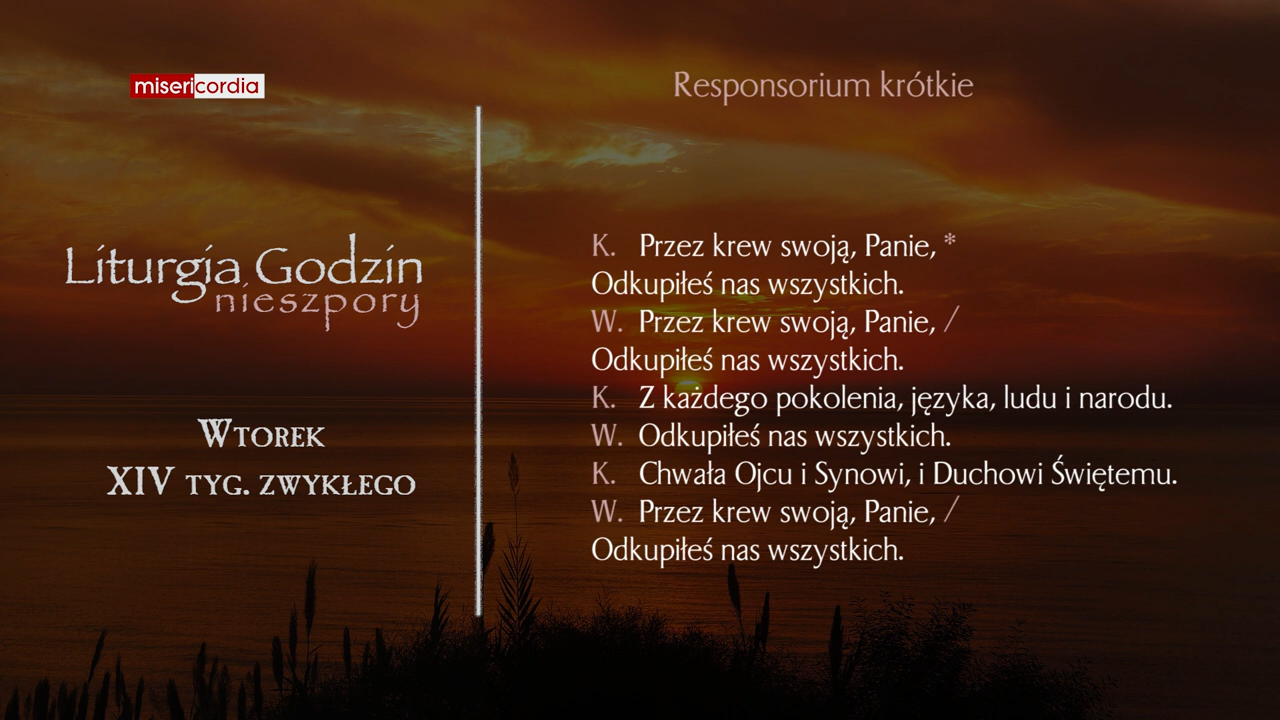 misericordia
Responsorium krótkie
Liturgia Godzin
nieszpory
Wtorek
XIV tyg. zwykłego
K. Przez krew swoją, Panie, *
Odkupiłeś nas wszystkich.
W. Przez krew swoją, Panie, /
Odkupiłeś nas wszystkich.
K. Z każdego pokolenia, języka, ludu i narodu.
W. Odkupiłeś nas wszystkich.
K. Chwała Ojcu i Synowi, i Duchowi Świętemu.
W. Przez krew swoją, Panie, /
Odkupiłeś nas wszystkich.